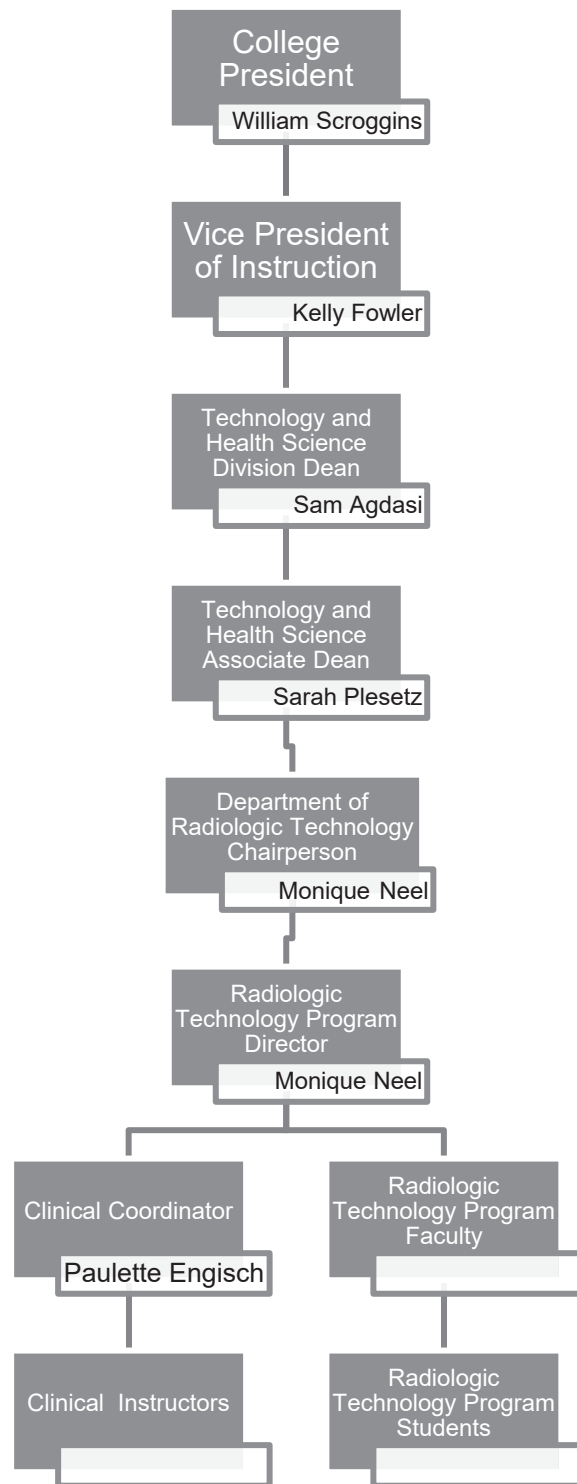 College
President
William Scroggins
Vice President
of Instruction
Kelly Fowler
Technology and
Health Science
Division Dean
Sam Agdasi
Technology and
Health Science
Associate Dean
Sarah Plesetz
Department of
Radiologic Technology
Chairperson
Monique Neel
Radiologic
Technology Program
Director
Monique Neel
Clinical Coordinator
Paulette Engisch
Radiologic
Technology Program
Faculty
Clinical Instructors
Radiologic
Technology Program
Students